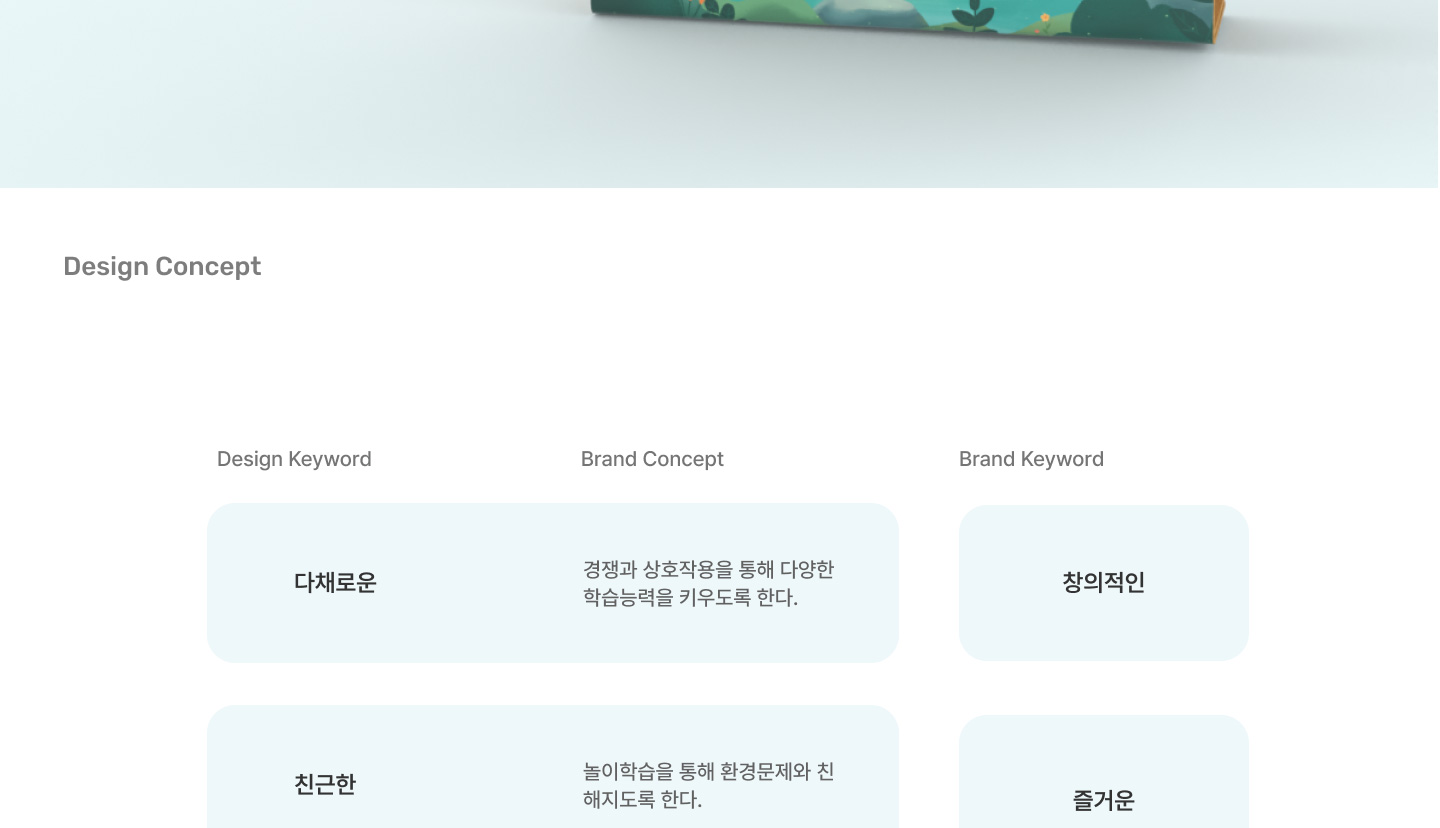 Design Concept
Design Keyword
Brand Concept
Brand Keyword
다채로운
경쟁과 상호작용을 통해 다양한
학습능력을 키우도록 한다.
창의적인
친근한
놀이학습을 통해 환경문제와 친
해지도록 한다.
즐거운